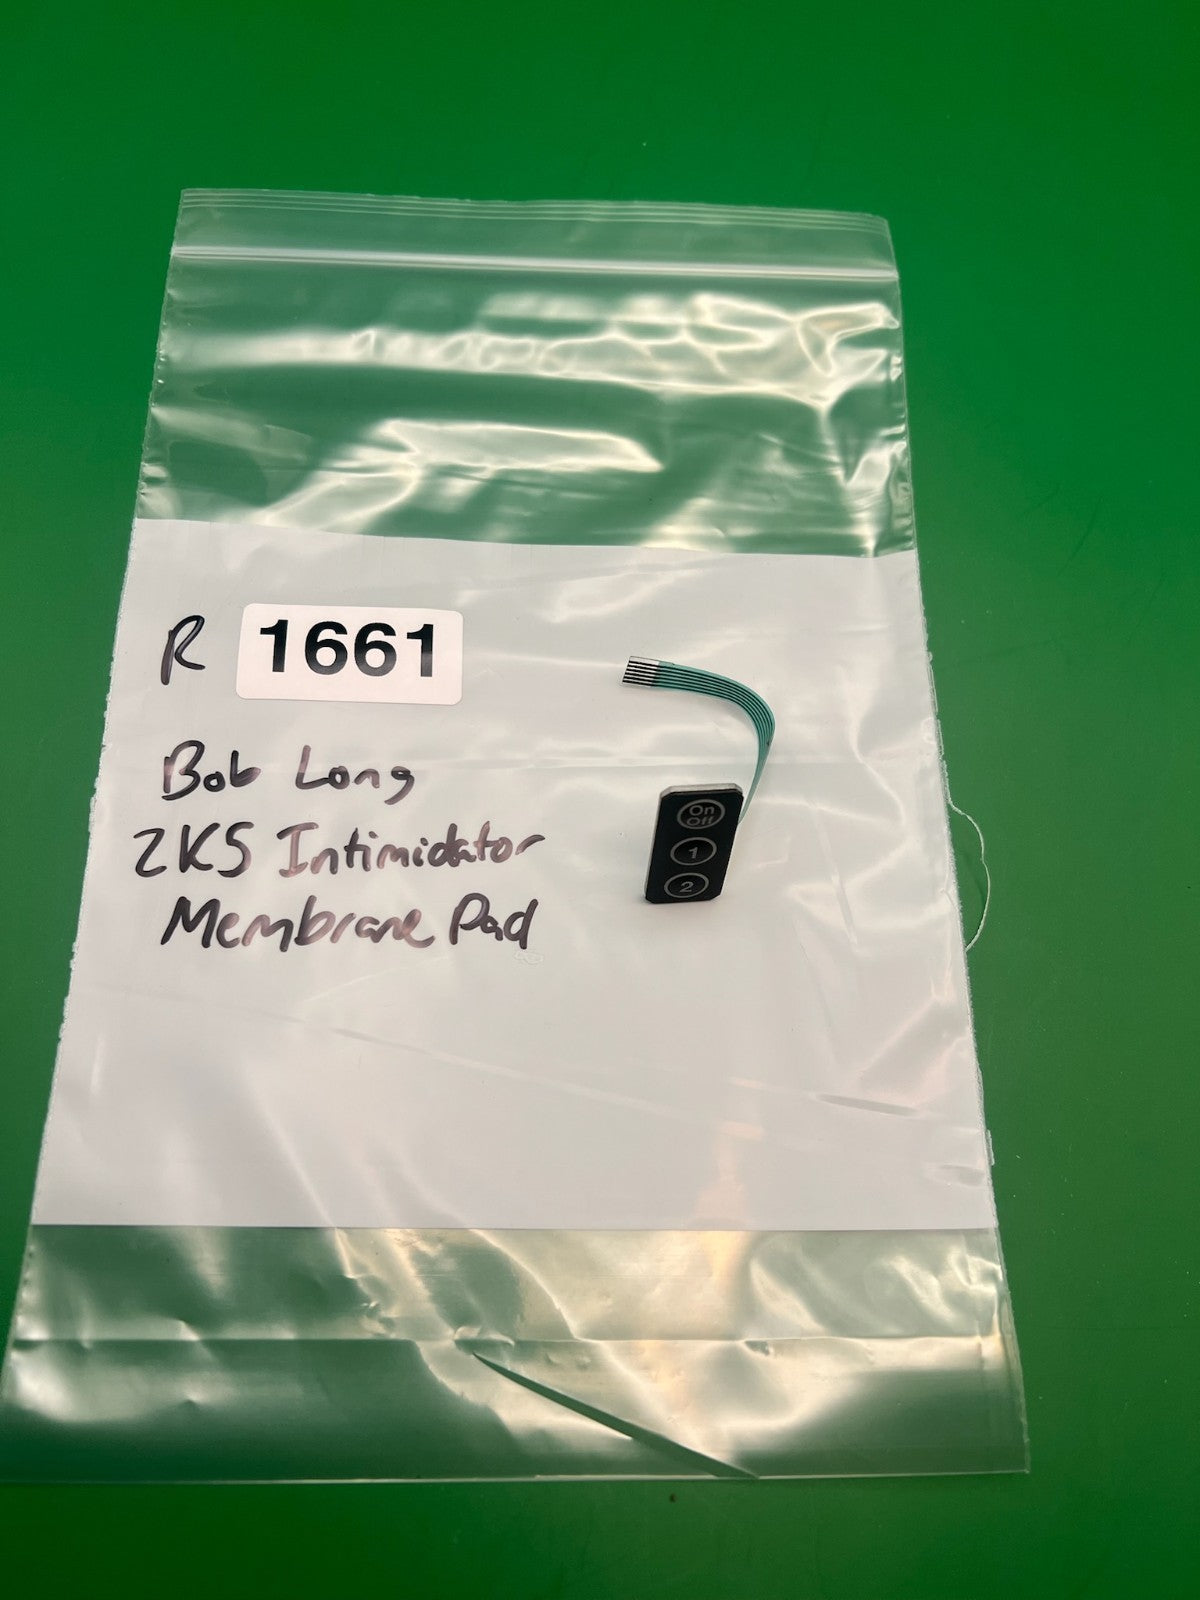 R 1661
Bob Long
2K5 Intimidator
Membrane Pad
On
Off
1
2